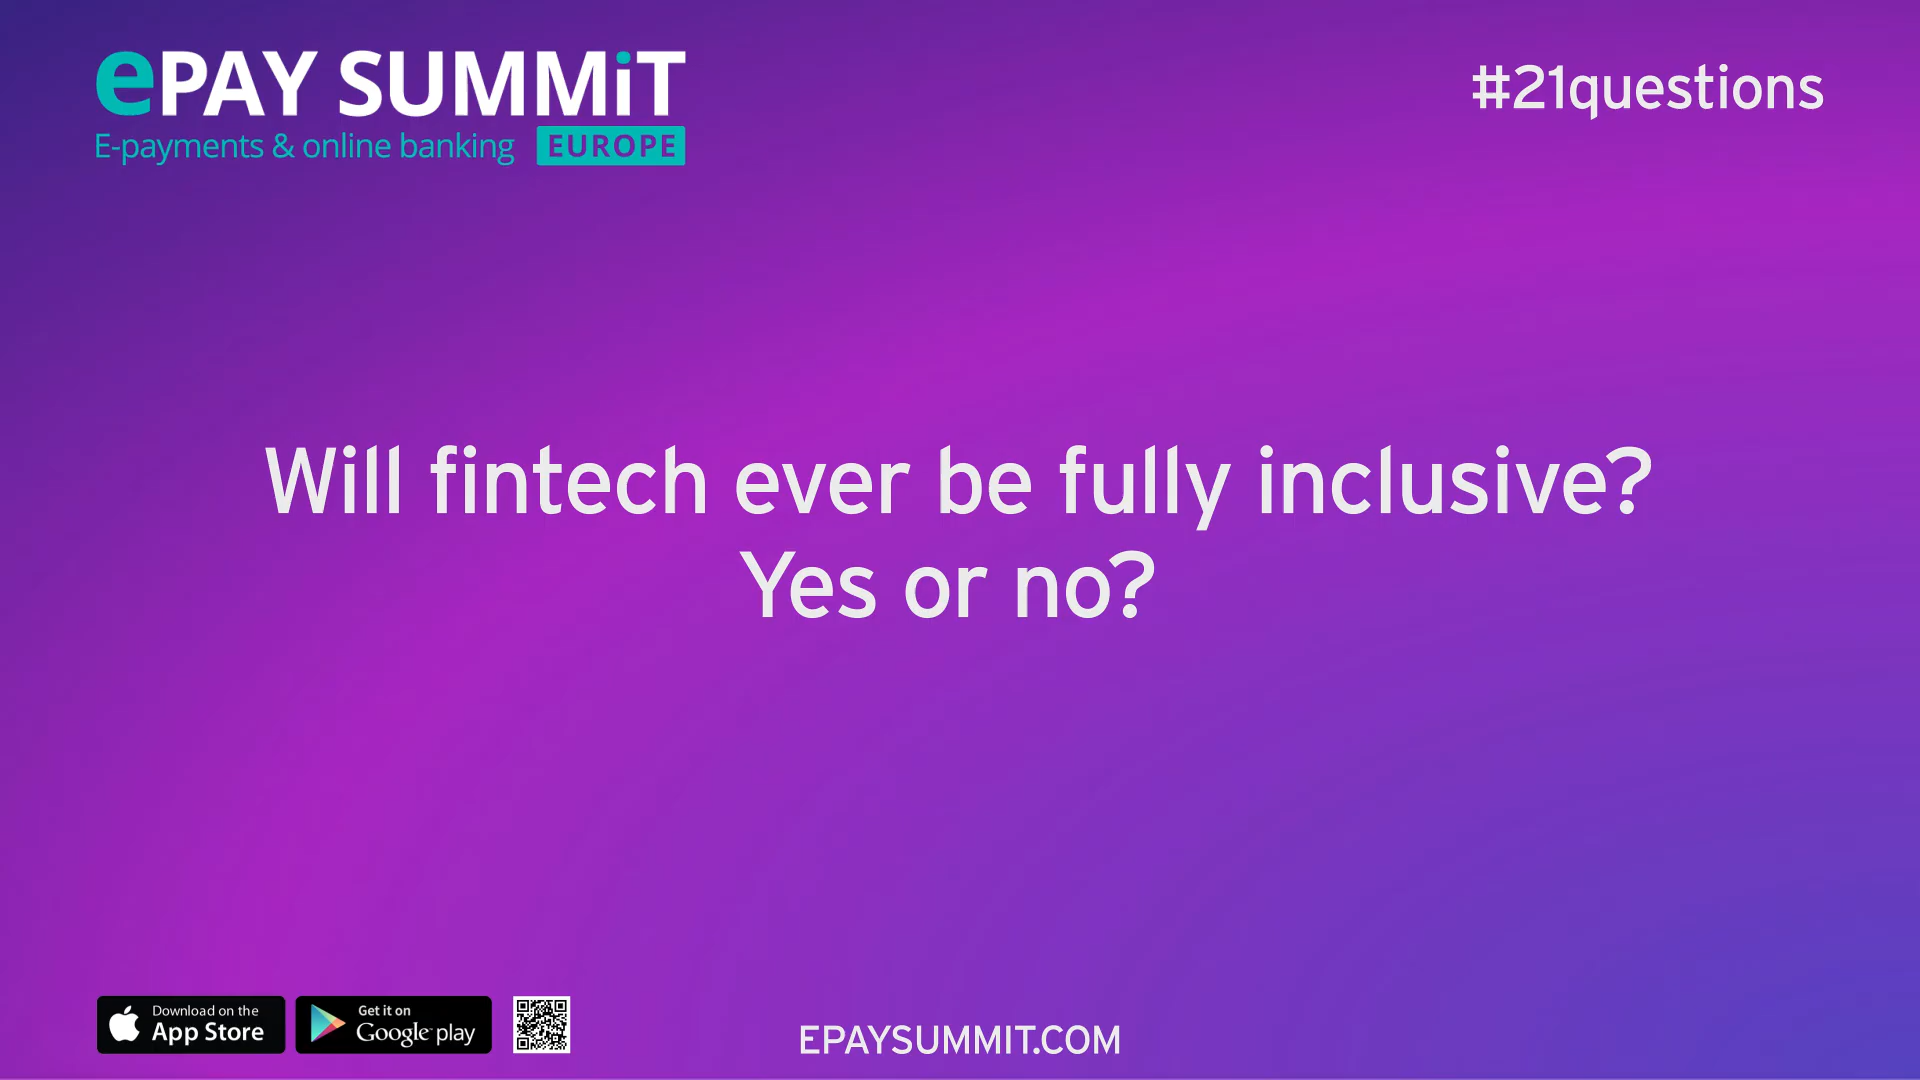 ePAY SUMMiT
E-payments & online banking EUROPE
#21questions
Will fintech ever be fully inclusive?
Yes or no?
Download on the
App Store
Get it on
Google play
EPAYSUMMIT.COM